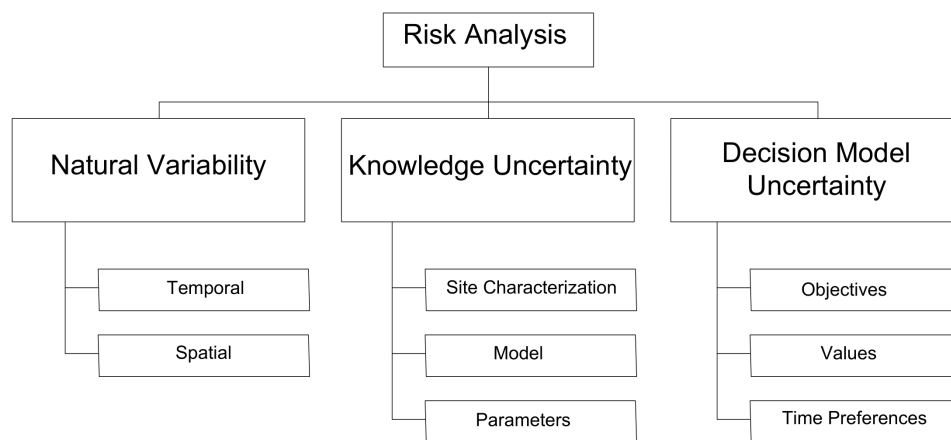 Risk Analysis
Natural Variability
Temporal
Spatial
Knowledge Uncertainty
Site Characterization
Model
Parameters
Decision Model
Uncertainty
Objectives
Values
Time Preferences